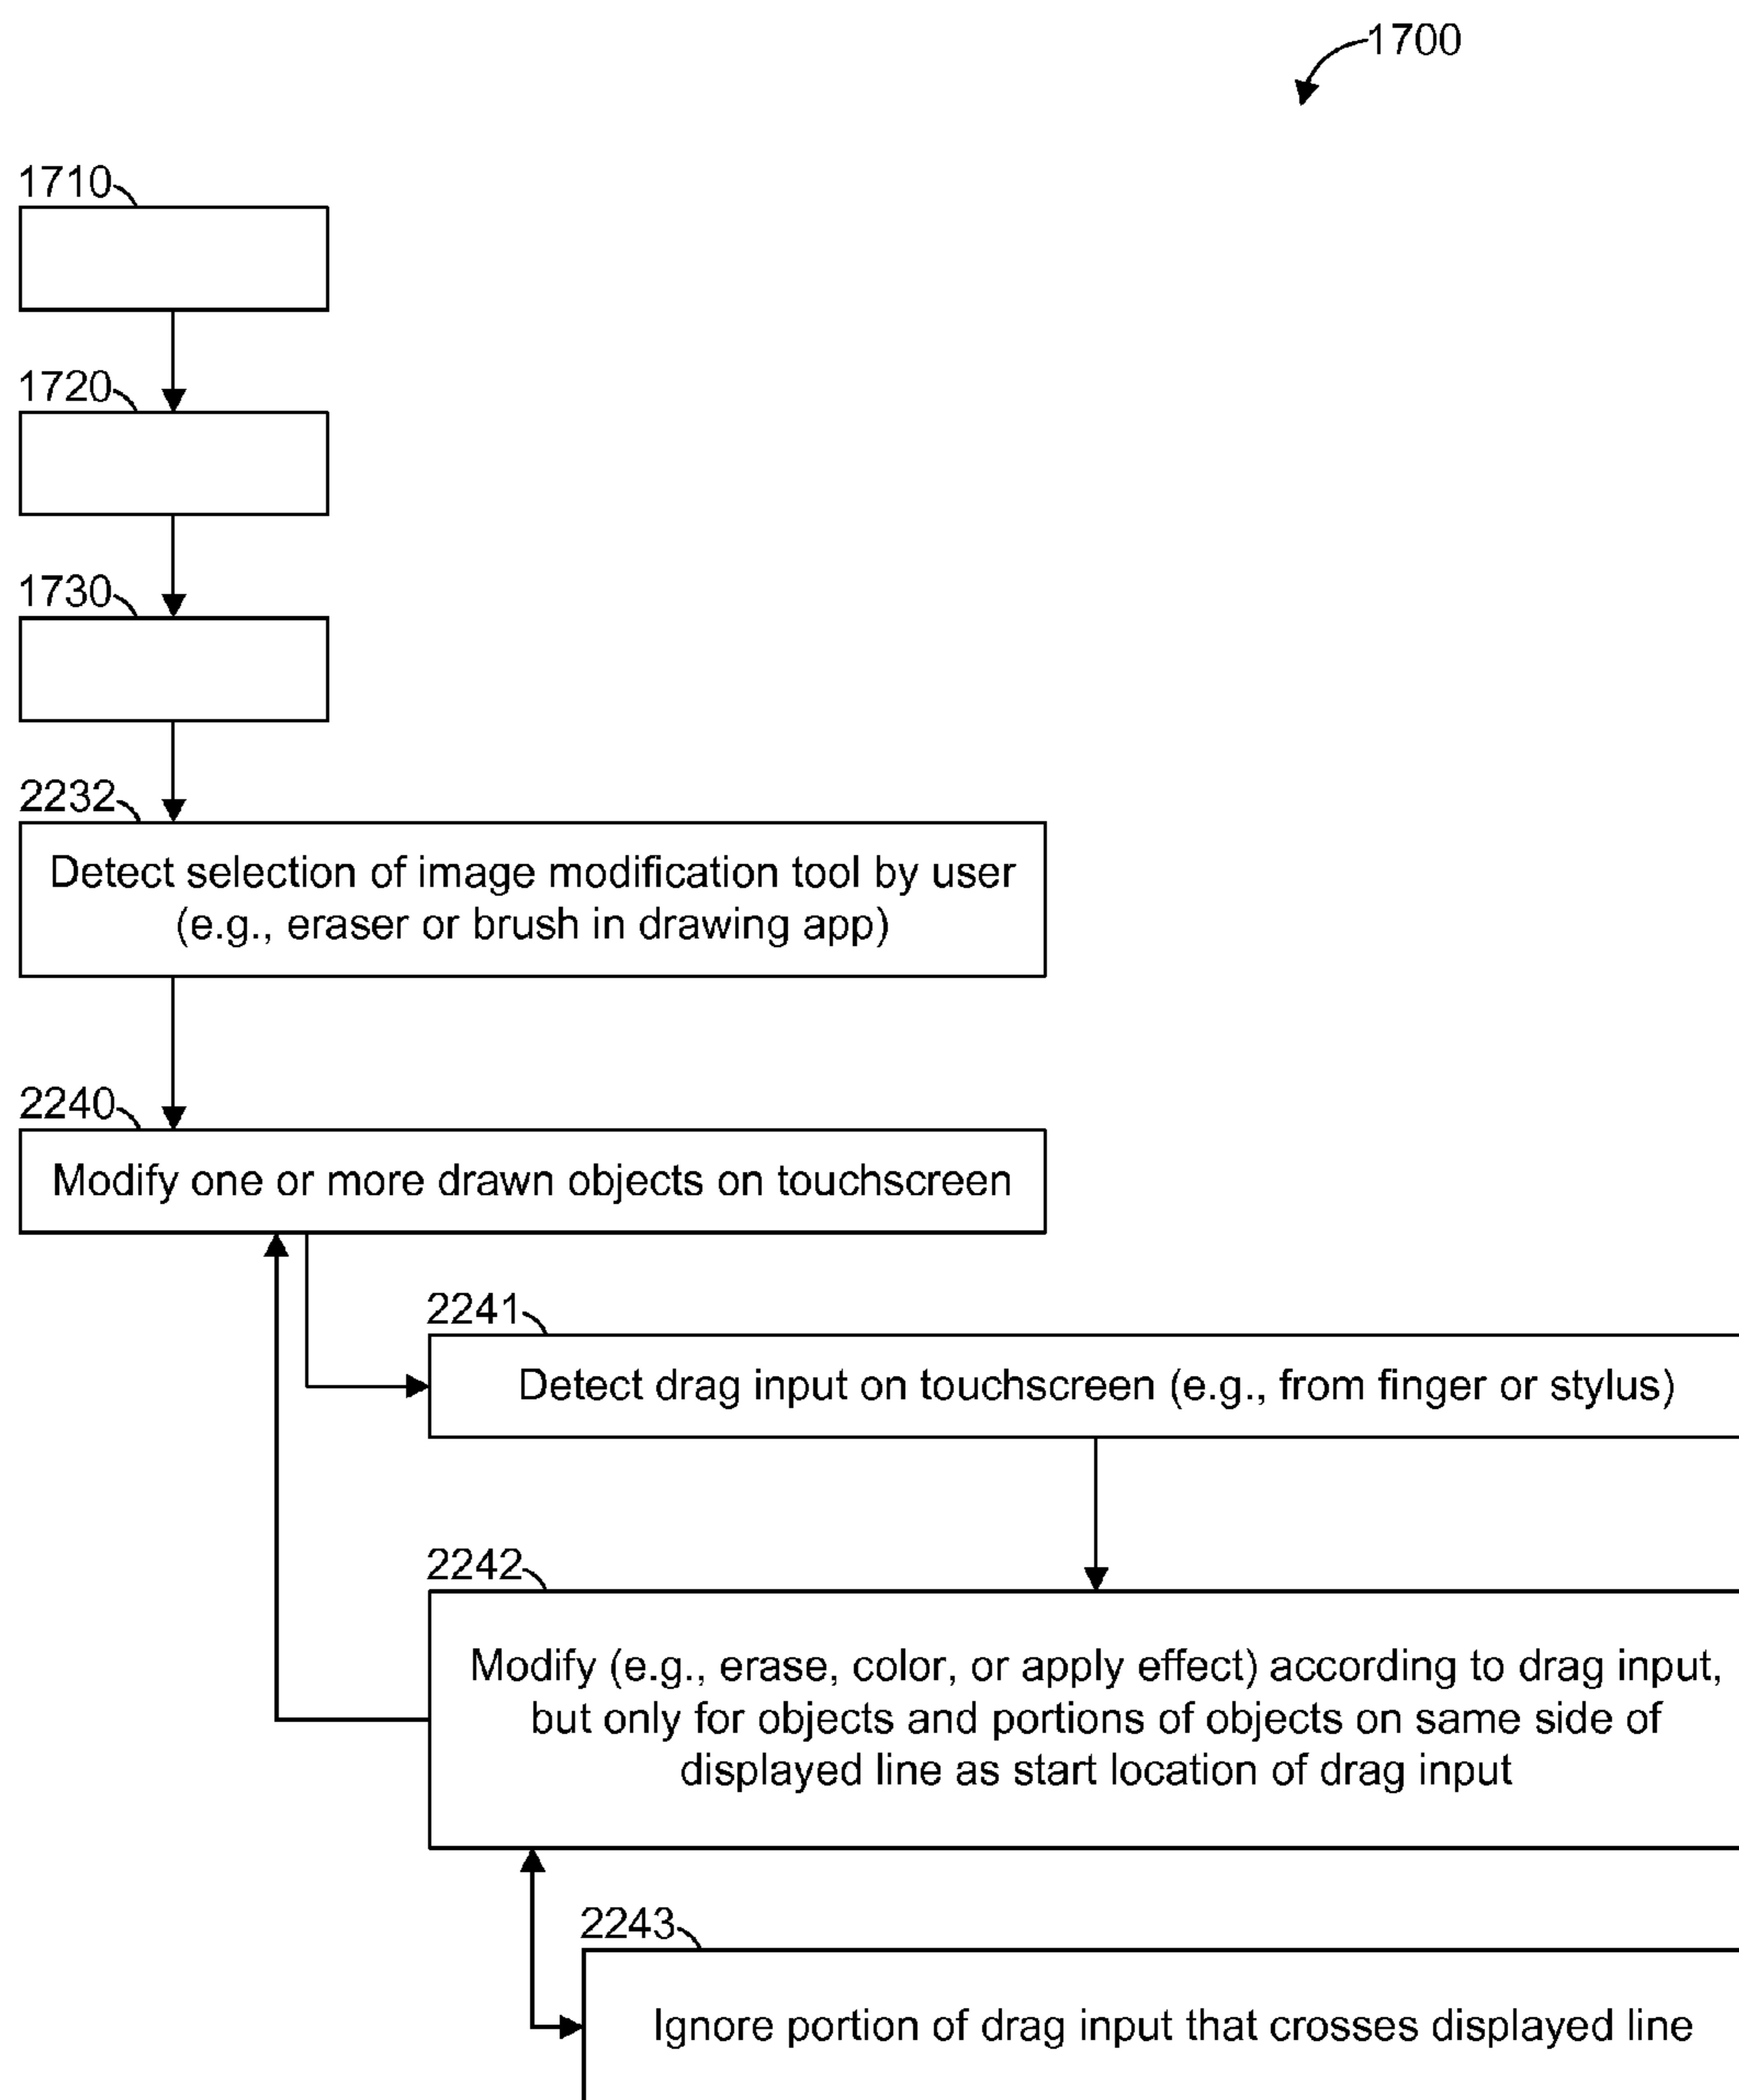 1700
1710
1720
1730
2232
Detect selection of image modification tool by user
(e.g., eraser or brush in drawing app)
2240
Modify one or more drawn objects on touchscreen
2241
Detect drag input on touchscreen (e.g., from finger or stylus)
2242
Modify (e.g., erase, color, or apply effect) according to drag input,
but only for objects and portions of objects on same side of
displayed line as start location of drag input
2243
Ignore portion of drag input that crosses displayed line